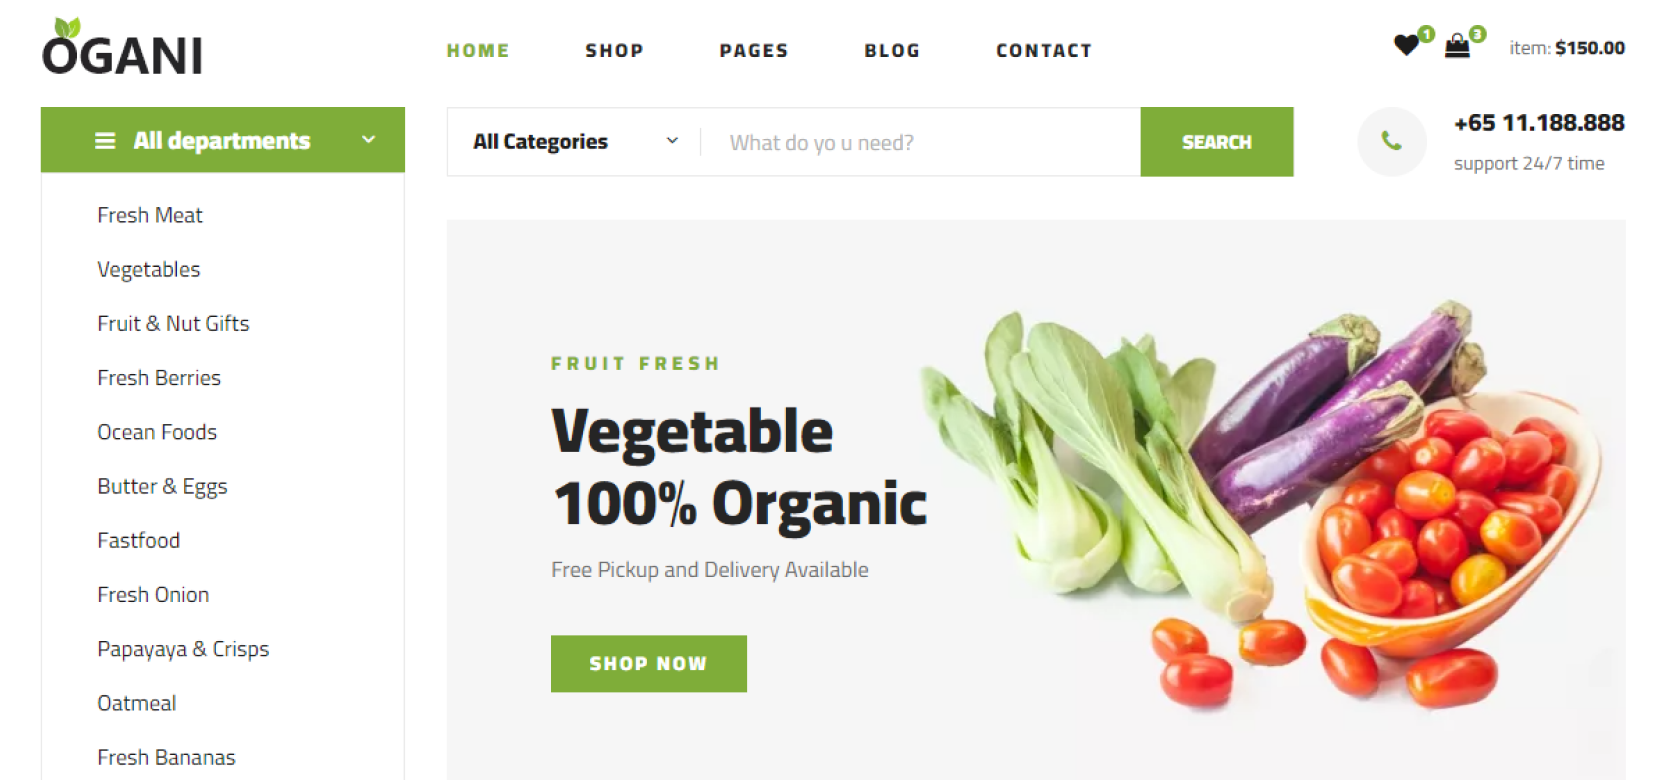 OGANI
HOME SHOP PAGES BLOG CONTACT
1 3 item: $150.00
All departments
All Categories What do yo u need? SEARCH
+65 11.188.888
support 24/7 time
Fresh Meat
Vegetables
Fruit & Nut Gifts
Fresh Berries
Ocean Foods
Butter & Eggs
Fastfood
Fresh Onion
Papayaya & Crisps
Oatmeal
Fresh Bananas
FRUIT FRESH
Vegetable
100% Organic
Free Pickup and Delivery Available
SHOP NOW